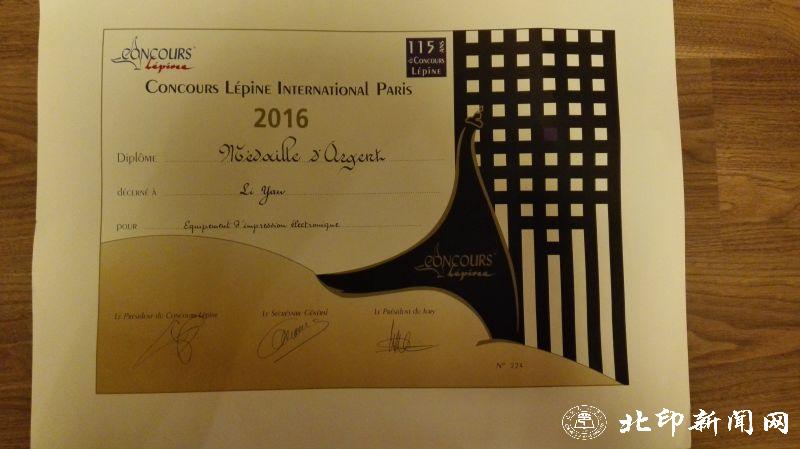 CONCOURS
Lépine
115 ANS
du CONCOURS
LÉPINE
CONCOURS LÉPINE INTERNATIONAL PARIS
2016
DIPLÔME Médaille d'Argent
DÉCERNÉ À Li Yan
POUR Equipement d'impression électronique
CONCOURS
Lépine
LE PRÉSIDENT DU CONCOURS LÉPINE
LE SECRÉTAIRE GÉNÉRAL
LE PRÉSIDENT DU JURY
N° 224
北印新闻网